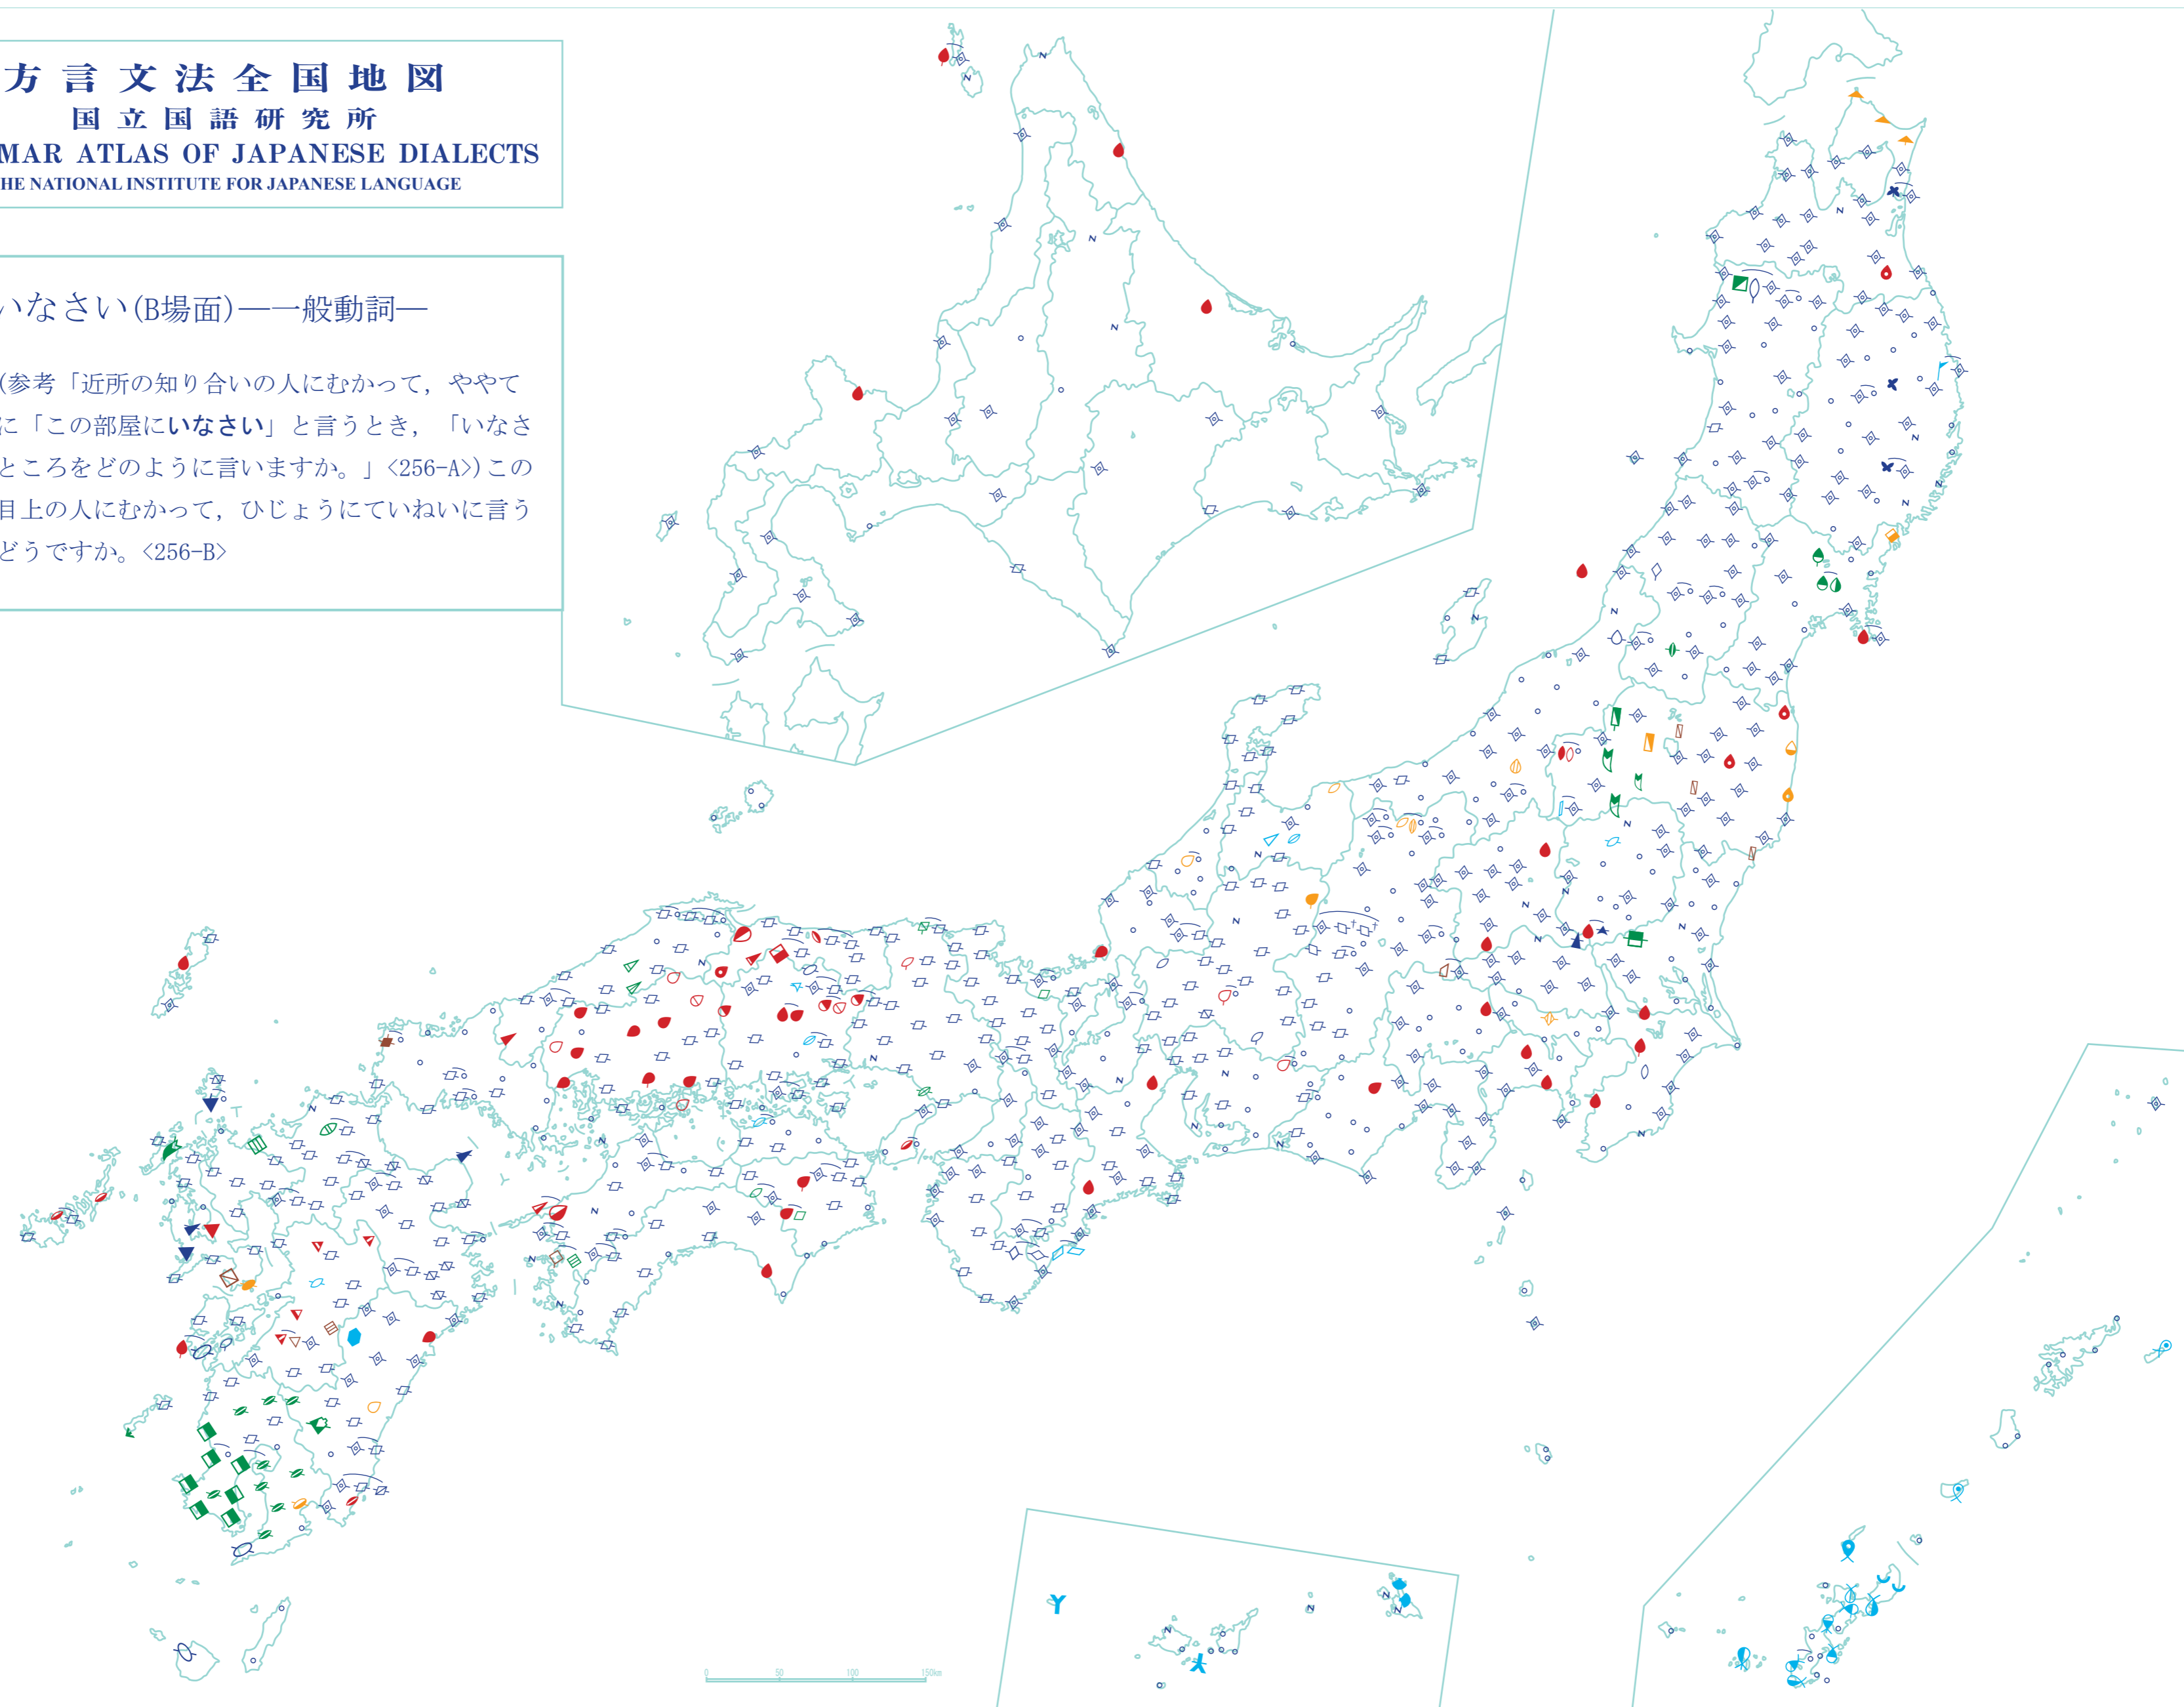 方言文法全国地図
国立国語研究所
MAR ATLAS OF JAPANESE DIALECTS
HE NATIONAL INSTITUTE FOR JAPANESE LANGUAGE
いなさい(B場面)―一般動詞―
(参考「近所の知り合いの人にむかって，ややて
に「この部屋にいなさい」と言うとき，「いなさ
ところをどのように言いますか。」<256-A>)この
目上の人にむかって，ひじょうにていねいに言う
どうですか。<256-B>
0 50 100 150km